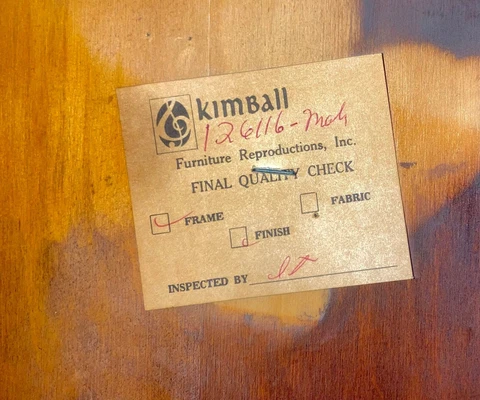 KIMBall
126116-Mah
Furniture Reproductions, Inc.
FINAL QUALITY CHECK
FRAME
FABRIC
FINISH
INSPECTED BY